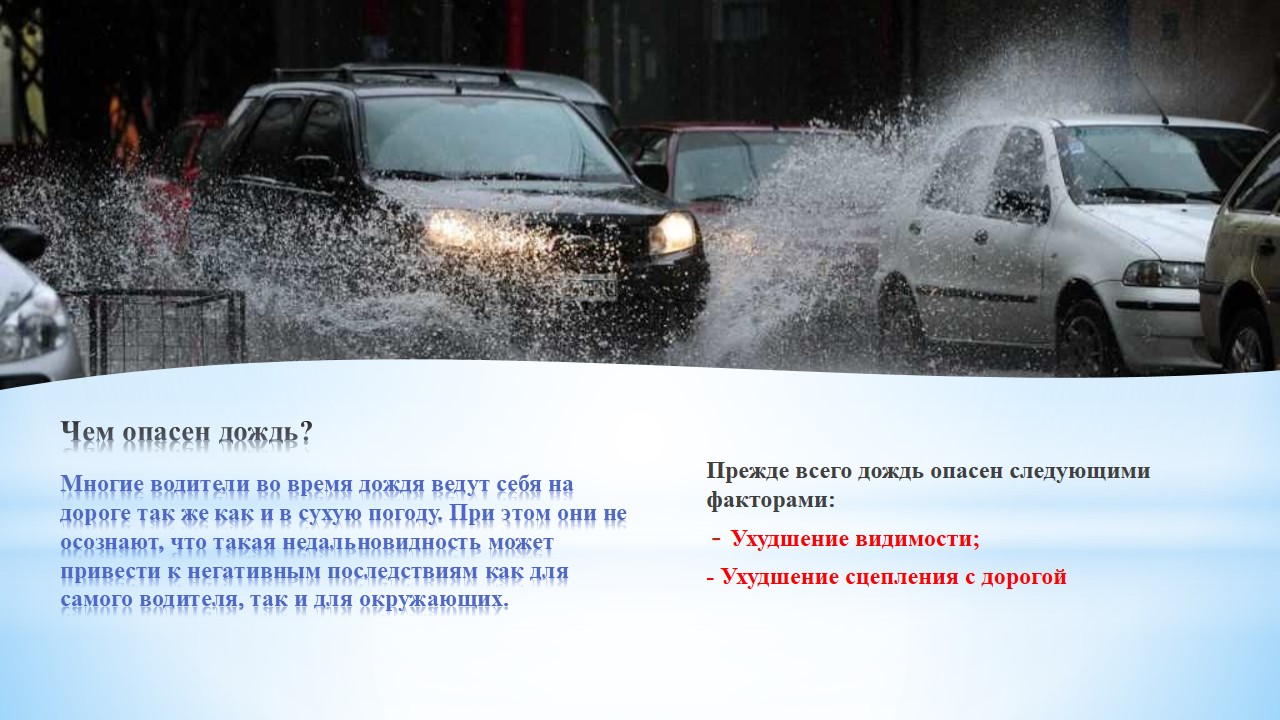 Чем опасен дождь?
Многие водители во время дождя ведут себя на
дороге так же как и в сухую погоду. При этом они не
осознают, что такая недальновидность может
привести к негативным последствиям как для
самого водителя, так и для окружающих.
Прежде всего дождь опасен следующими
факторами:
- Ухудшение видимости;
- Ухудшение сцепления с дорогой